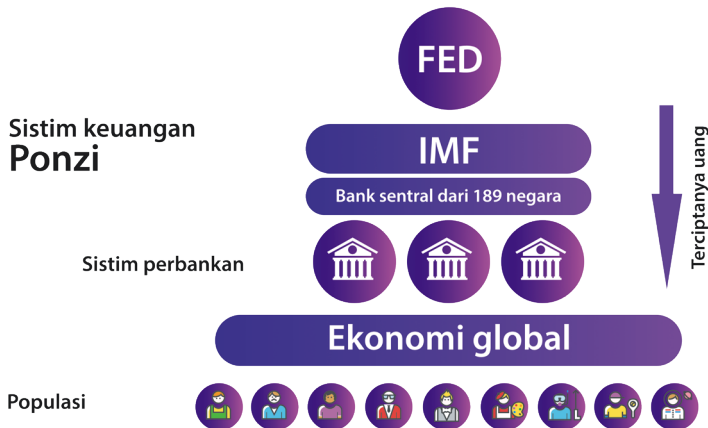 FED
Sistim keuangan
Ponzi
IMF
Bank sentral dari 189 negara
Terciptanya uang
Sistim perbankan
Ekonomi global
Populasi